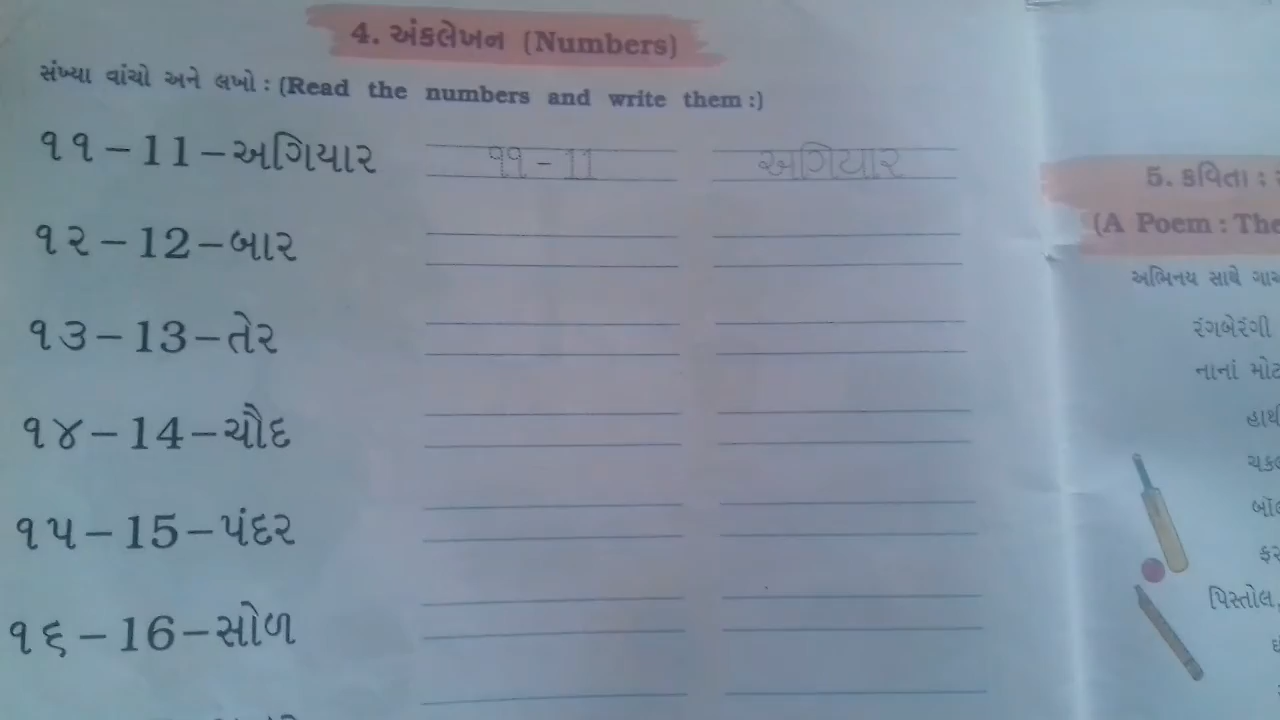 4. અંકલેખન (Numbers)
સંખ્યા વાંચો અને લખો : (Read the numbers and write them :)
૧૧ – 11 – અગિયાર ૧૧ – 11 અગિયાર
૧૨ – 12 – બાર
૧૩ – 13 – તેર
૧૪ – 14 – ચૌદ
૧૫ – 15 – પંદર
૧૬ – 16 – સોળ
5. કવિતા :
(A Poem : The
અભિનય સાથે
રંગબેરંગી
નાનાં
પિસ્તોલ,